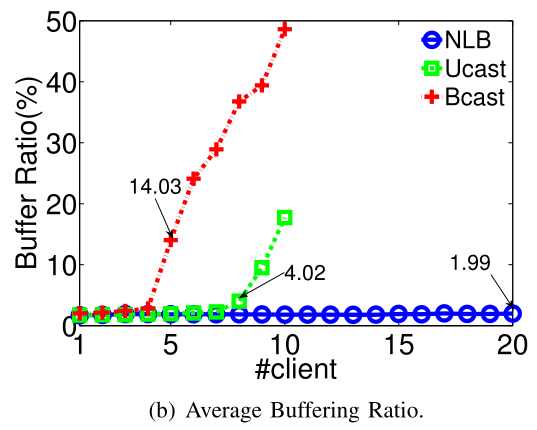 50
40
30
20
10
0
Buffer Ratio(%)
NLB
Ucast
Bcast
14.03
4.02
1.99
1
5
10
15
20
#client
(b) Average Buffering Ratio.